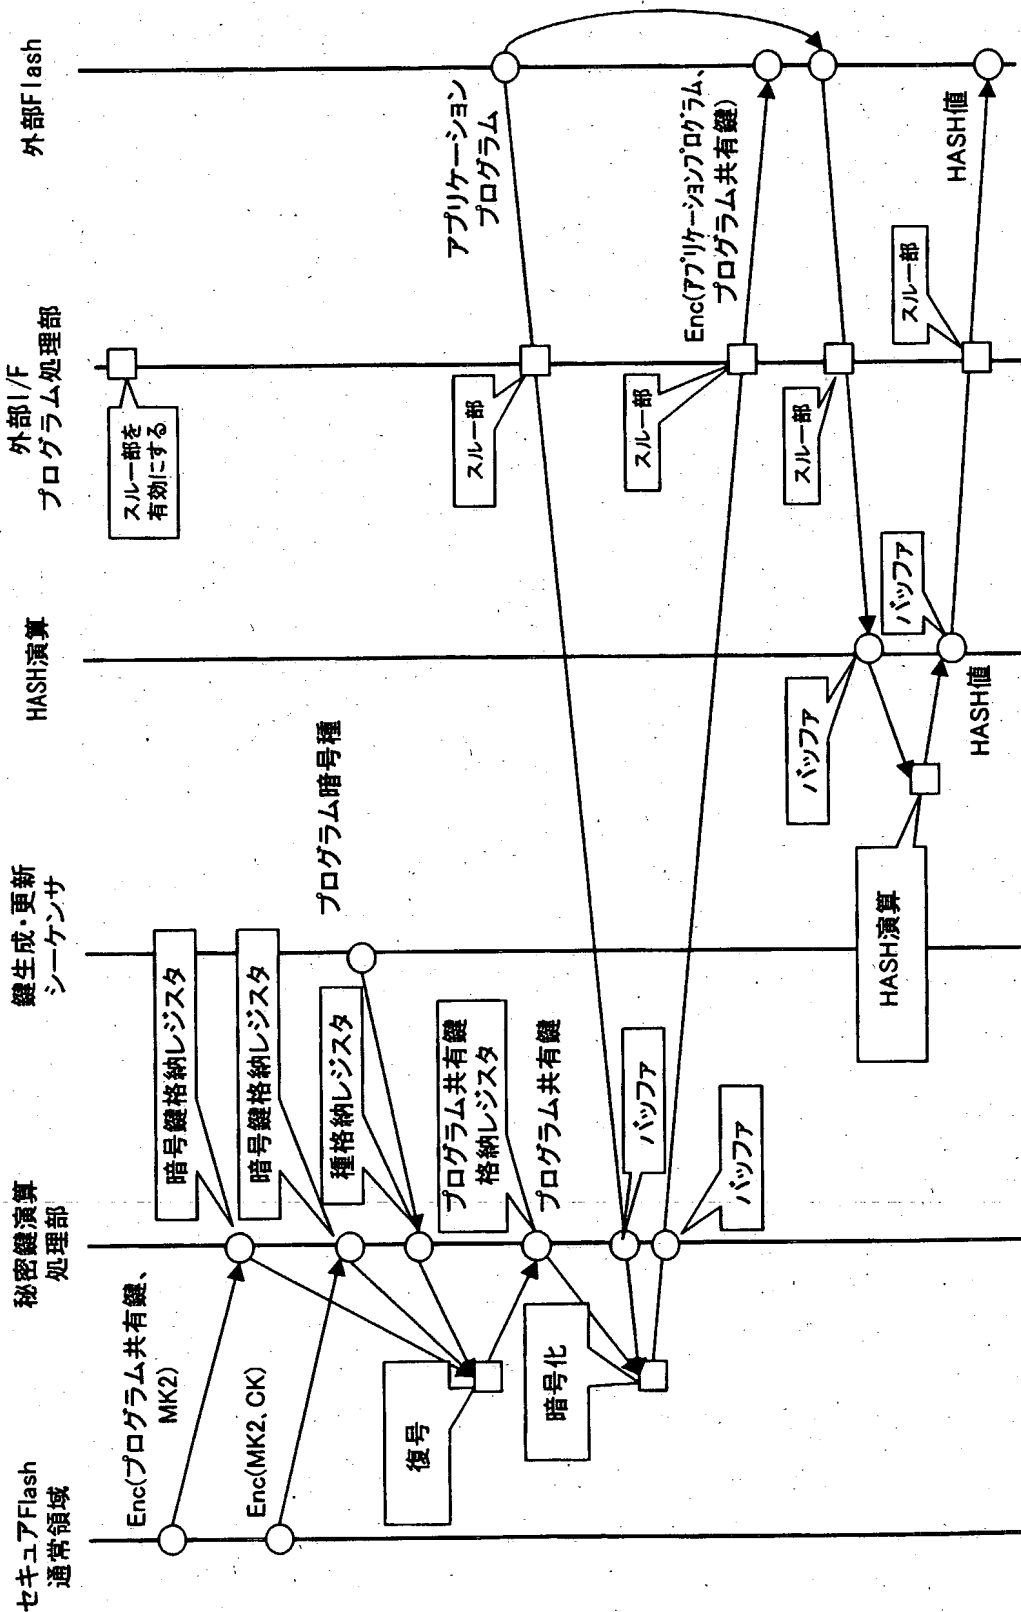 セキュアFlash
通常領域
秘密鍵演算
処理部
鍵生成・更新
シーケンサ
HASH演算
外部I/F
プログラム処理部
外部Flash
スルー部を
有効にする
Enc(プログラム共有鍵、
MK2)
暗号鍵格納レジスタ
Enc(MK2、CK)
暗号鍵格納レジスタ
プログラム暗号種
種格納レジスタ
復号
プログラム共有鍵
格納レジスタ
プログラム共有鍵
アプリケーション
プログラム
スルー部
バッファ
暗号化
バッファ
スルー部
Enc(アプリケーションプログラム、
プログラム共有鍵)
スルー部
バッファ
HASH演算
バッファ
HASH値
スルー部
HASH値